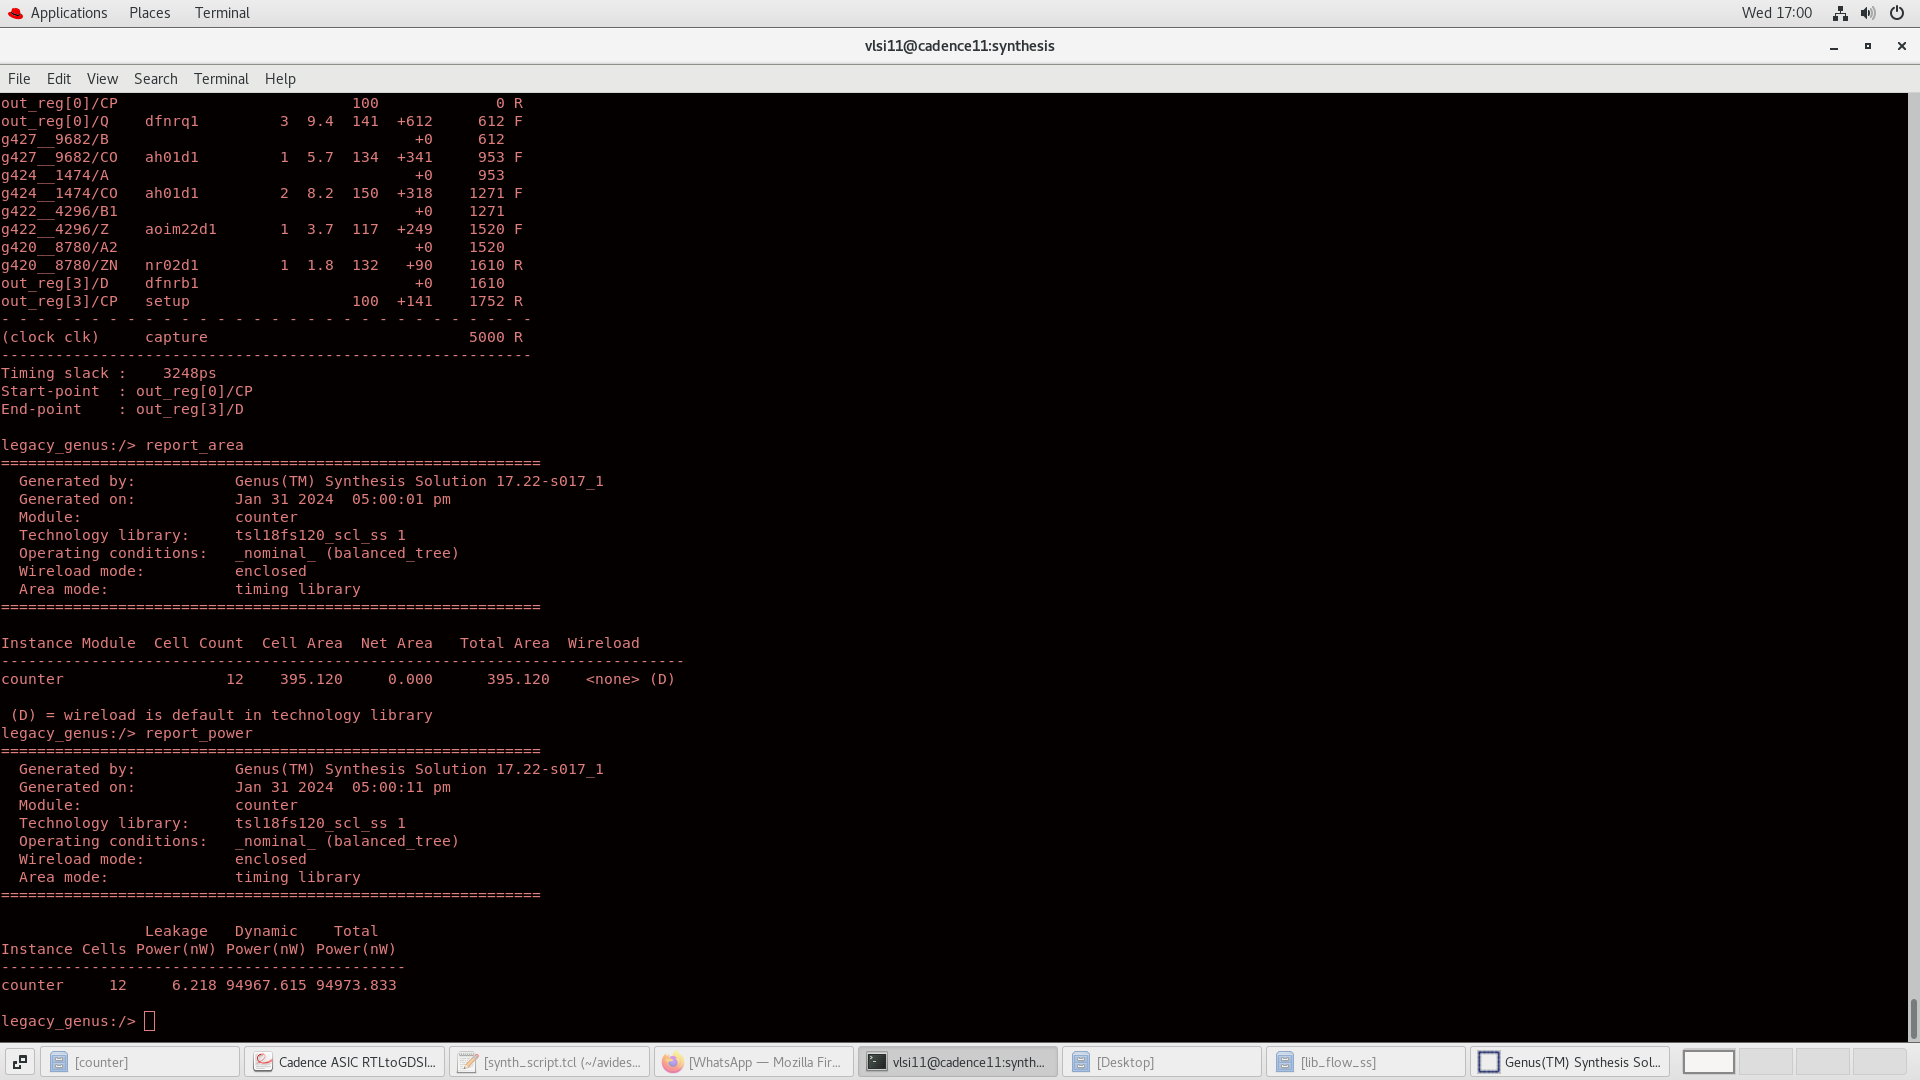 Applications Places Terminal Wed 17:00
vlsi11@cadence11:synthesis
File Edit View Search Terminal Help
out_reg[0]/CP                          100             0 R
out_reg[0]/Q   dfnrq1         3  9.4  141  +612     612 F
g427__9682/B                                  +0     612
g427__9682/CO  ah01d1         1  5.7  134  +341     953 F
g424__1474/A                                  +0     953
g424__1474/CO  ah01d1         2  8.2  150  +318    1271 F
g422__4296/B1                                 +0    1271
g422__4296/Z   aoim22d1       1  3.7  117  +249    1520 F
g420__8780/A2                                 +0    1520
g420__8780/ZN  nr02d1         1  1.8  132   +90    1610 R
out_reg[3]/D   dfnrb1                         +0    1610
out_reg[3]/CP  setup                   100  +141    1752 R
- - - - - - - - - - - - - - - - - - - - - - - - - - - - - -
(clock clk)    capture                             5000 R
-----------------------------------------------------------
Timing slack :    3248ps
Start-point  : out_reg[0]/CP
End-point    : out_reg[3]/D
legacy_genus:/> report_area
============================================================
  Generated by:           Genus(TM) Synthesis Solution 17.22-s017_1
  Generated on:           Jan 31 2024  05:00:01 pm
  Module:                 counter
  Technology library:     tsl18fs120_scl_ss 1
  Operating conditions:   _nominal_ (balanced_tree)
  Wireload mode:          enclosed
  Area mode:              timing library
============================================================
Instance Module  Cell Count  Cell Area  Net Area   Total Area  Wireload
----------------------------------------------------------------------------
counter                  12    395.120     0.000      395.120    <none> (D)
 (D) = wireload is default in technology library
legacy_genus:/> report_power
============================================================
  Generated by:           Genus(TM) Synthesis Solution 17.22-s017_1
  Generated on:           Jan 31 2024  05:00:11 pm
  Module:                 counter
  Technology library:     tsl18fs120_scl_ss 1
  Operating conditions:   _nominal_ (balanced_tree)
  Wireload mode:          enclosed
  Area mode:              timing library
============================================================
                Leakage   Dynamic    Total
Instance Cells Power(nW) Power(nW) Power(nW)
---------------------------------------------
counter     12     6.218 94967.615 94973.833
legacy_genus:/>
[counter] Cadence ASIC RTLtoGDSI... [synth_script.tcl (~/avides... [WhatsApp — Mozilla Fir... vlsi11@cadence11:synth... [Desktop] [lib_flow_ss] Genus(TM) Synthesis Sol...